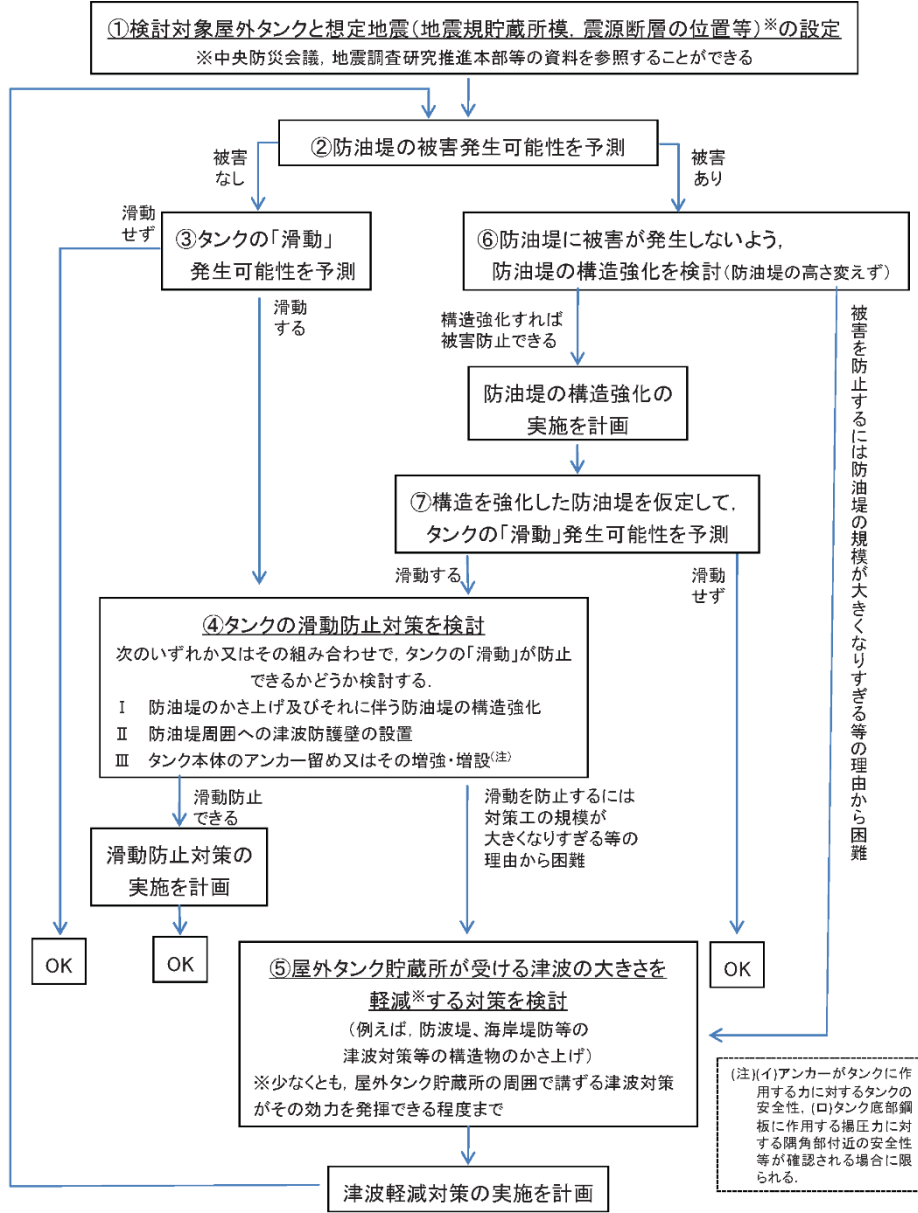 ①検討対象屋外タンクと想定地震(地震規貯蔵所模，震源断層の位置等)※の設定
※中央防災会議，地震調査研究推進本部等の資料を参照することができる
②防油堤の被害発生可能性を予測
被害
なし
被害
あり
滑動
せず
③タンクの「滑動」
発生可能性を予測
⑥防油堤に被害が発生しないよう，
防油堤の構造強化を検討(防油堤の高さ変えず)
滑動
する
構造強化すれば
被害防止できる
被害を防止するには防油堤の規模が大きくなりすぎる等の理由から困難
防油堤の構造強化の
実施を計画
⑦構造を強化した防油堤を仮定して，
タンクの「滑動」発生可能性を予測
滑動する
滑動
せず
④タンクの滑動防止対策を検討
次のいずれか又はその組み合わせで，タンクの「滑動」が防止
できるかどうか検討する．
Ⅰ 防油堤のかさ上げ及びそれに伴う防油堤の構造強化
Ⅱ 防油堤周囲への津波防護壁の設置
Ⅲ タンク本体のアンカー留め又はその増強・増設(注)
滑動防止
できる
滑動を防止するには
対策工の規模が
大きくなりすぎる等の
理由から困難
滑動防止対策の
実施を計画
OK
OK
OK
⑤屋外タンク貯蔵所が受ける津波の大きさを
軽減※する対策を検討
(例えば，防波堤、海岸堤防等の
津波対策等の構造物のかさ上げ)
※少なくとも，屋外タンク貯蔵所の周囲で講ずる津波対策
がその効力を発揮できる程度まで
(注)(イ)アンカーがタンクに作
用する力に対するタンクの
安全性，(ロ)タンク底部鋼
板に作用する揚圧力に対
する隅角部付近の安全性
等が確認される場合に限
られる．
津波軽減対策の実施を計画